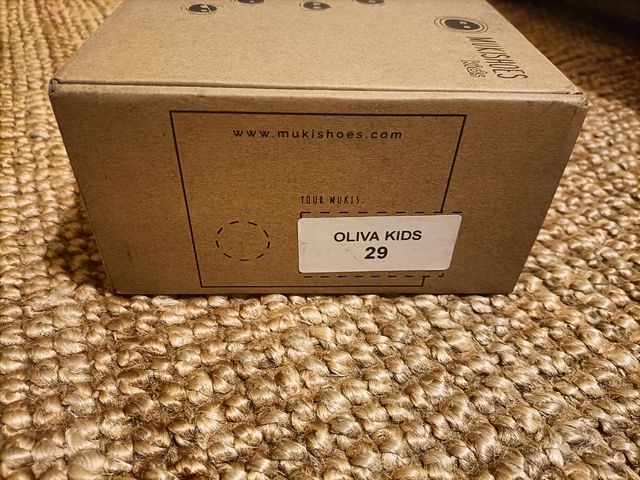 MUKISHOES
www.mukishoes.com
YOUR MUKIS:
OLIVA KIDS
29